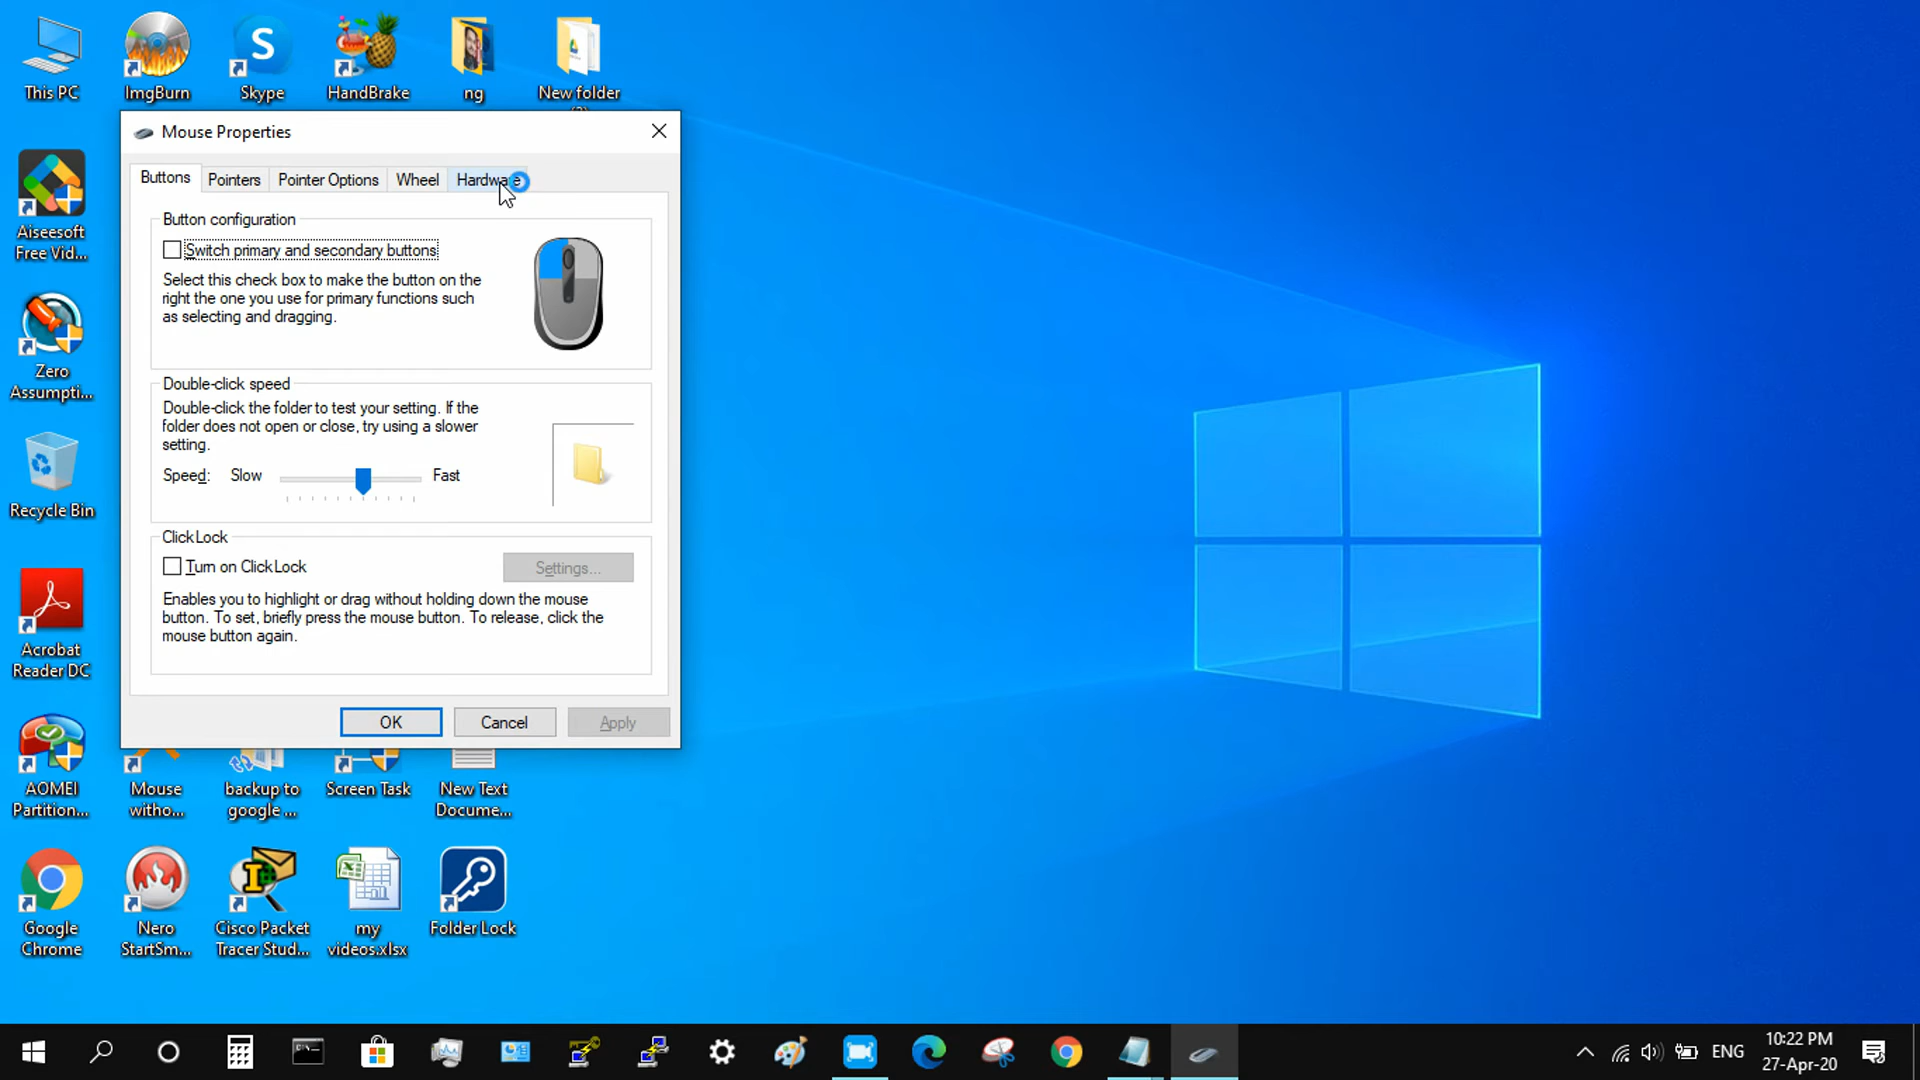 This PC
ImgBurn
Skype
HandBrake
ng
New folder
Mouse Properties
Buttons
Pointers
Pointer Options
Wheel
Hardware
Button configuration
Switch primary and secondary buttons
Select this check box to make the button on the
right the one you use for primary functions such
as selecting and dragging.
Double-click speed
Double-click the folder to test your setting. If the
folder does not open or close, try using a slower
setting.
Speed:
Slow
Fast
ClickLock
Turn on ClickLock
Settings...
Enables you to highlight or drag without holding down the mouse
button. To set, briefly press the mouse button. To release, click the
mouse button again.
OK
Cancel
Apply
Aiseesoft
Free Vid...
Zero
Assumpti...
Recycle Bin
Acrobat
Reader DC
AOMEI
Partition...
Mouse
witho...
backup to
google ...
Screen Task
New Text
Docume...
Google
Chrome
Nero
StartSm...
Cisco Packet
Tracer Stud...
my
videos.xlsx
Folder Lock
ENG
10:22 PM
27-Apr-20